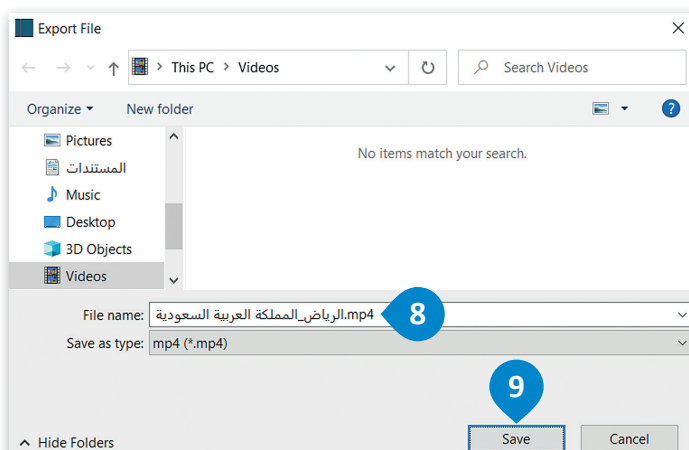 Export File
This PC > Videos
Search Videos
Organize
New folder
?
Pictures
المستندات
Music
Desktop
3D Objects
Videos
No items match your search.
File name: الرياض_المملكة العربية السعودية.mp4
8
Save as type: mp4 (*.mp4)
9
Hide Folders
Save
Cancel